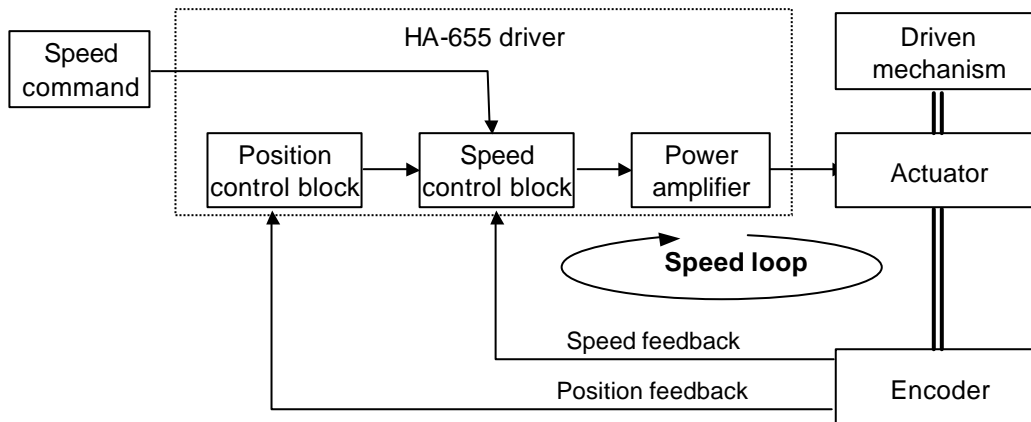 HA-655 driver
Speed
command
Driven
mechanism
Position
control block
Speed
control block
Power
amplifier
Actuator
Speed loop
Speed feedback
Position feedback
Encoder